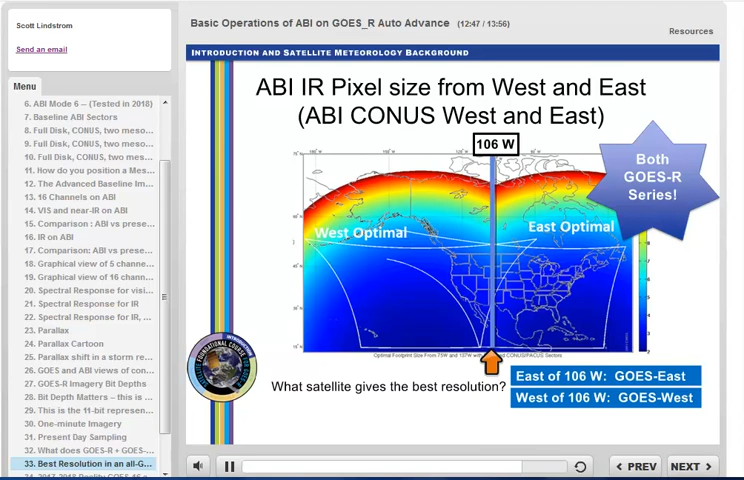 Scott Lindstrom
Send an email
Menu
6. ABI Mode 6 – (Tested in 2018)
7. Baseline ABI Sectors
8. Full Disk, CONUS, two meso...
9. Full Disk, CONUS, two meso...
10. Full Disk, CONUS, two mes...
11. How do you position a Mes...
12. The Advanced Baseline Im...
13. 16 Channels on ABI
14. VIS and near-IR on ABI
15. Comparison : ABI vs prese...
16. IR on ABI
17. Comparison: ABI vs prese...
18. Graphical view of 5 channe...
19. Graphical view of 16 chann...
20. Spectral Response for visi...
21. Spectral Response for IR
22. Spectral Response for IR, ...
23. Parallax
24. Parallax Cartoon
25. Parallax shift in a storm re...
26. GOES and ABI views of con...
27. GOES-R Imagery Bit Depths
28. Bit Depth Matters – this is ...
29. This is the 11-bit represen...
30. One-minute Imagery
31. Present Day Sampling
32. What does GOES-R + GOES-...
33. Best Resolution in an all-G...
Basic Operations of ABI on GOES_R Auto Advance (12:47 / 13:56)
Resources
INTRODUCTION AND SATELLITE METEOROLOGY BACKGROUND
ABI IR Pixel size from West and East
(ABI CONUS West and East)
106 W
Both
GOES-R
Series!
West Optimal
East Optimal
What satellite gives the best resolution?
East of 106 W: GOES-East
West of 106 W: GOES-West
PREV
NEXT